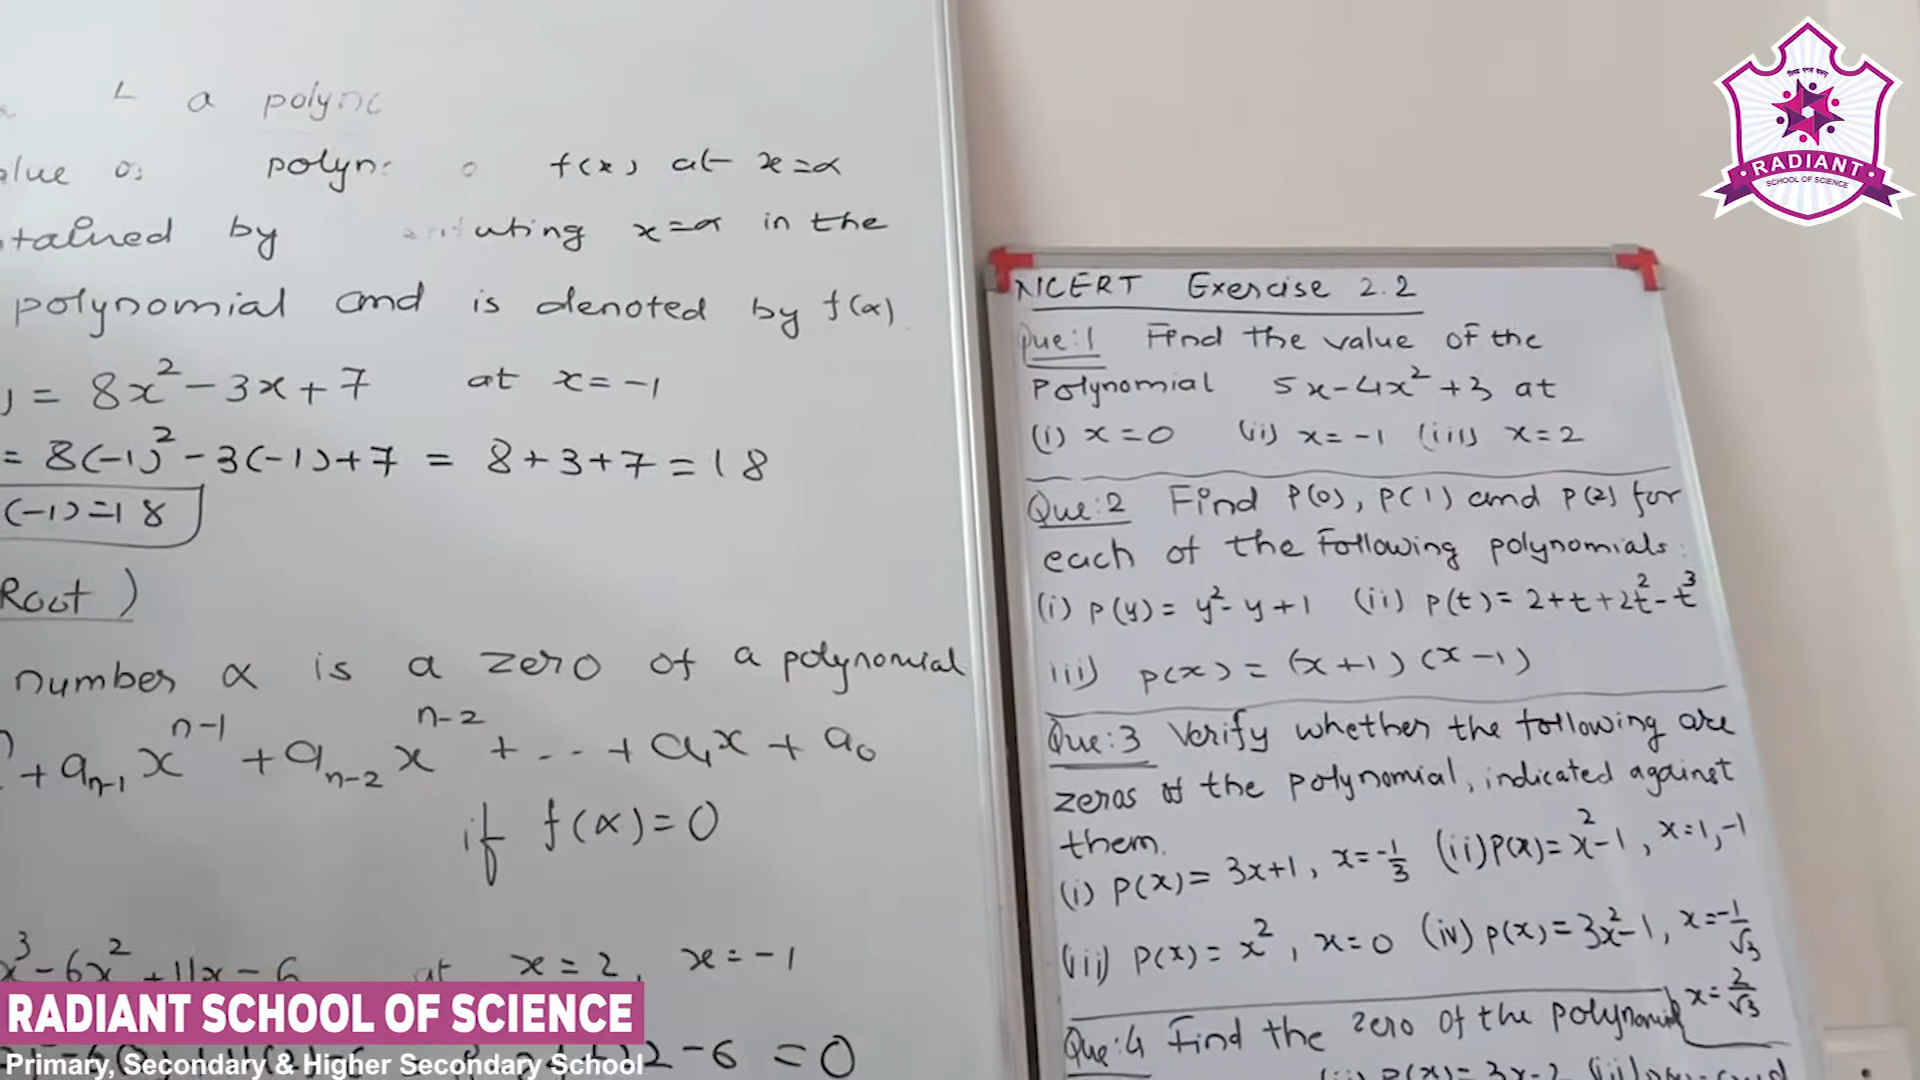 a polync
polyn f(x) at x=α
by x=α in the
polynomial and is denoted by f(α)
= 8x² - 3x + 7 at x = -1
= 8(-1)² - 3(-1) + 7 = 8 + 3 + 7 = 18
(-1) = 18
Root )
number α is a zero of a polynomial
+ aₙ₋₁ xⁿ⁻¹ + aₙ₋₂ xⁿ⁻² + ... + a₁x + a₀
if f(α) = 0
x³ - 6x² + 11x - 6 at x = 2, x = -1
22 - 6 = 0
NCERT Exercise 2.2
Que:1 Find the value of the
Polynomial 5x - 4x² + 3 at
(i) x = 0 (ii) x = -1 (iii) x = 2
Que:2 Find P(0), P(1) and P(2) for
each of the following polynomials:
(i) P(y) = y² - y + 1 (ii) P(t) = 2 + t + 2t² - t³
iii) P(x) = (x + 1) (x - 1)
Que:3 Verify whether the following are
zeros of the polynomial, indicated against
them.
(i) P(x) = 3x+1, x = -1/3 (ii) P(x) = x² - 1, x = 1, -1
(iii) P(x) = x², x = 0 (iv) P(x) = 3x² - 1, x = -1/√3
x = 2/√3
Que:4 Find the zero of the polynomial
P(x) = 3x - 2
RADIANT
SCHOOL OF SCIENCE
RADIANT SCHOOL OF SCIENCE
Primary, Secondary & Higher Secondary School